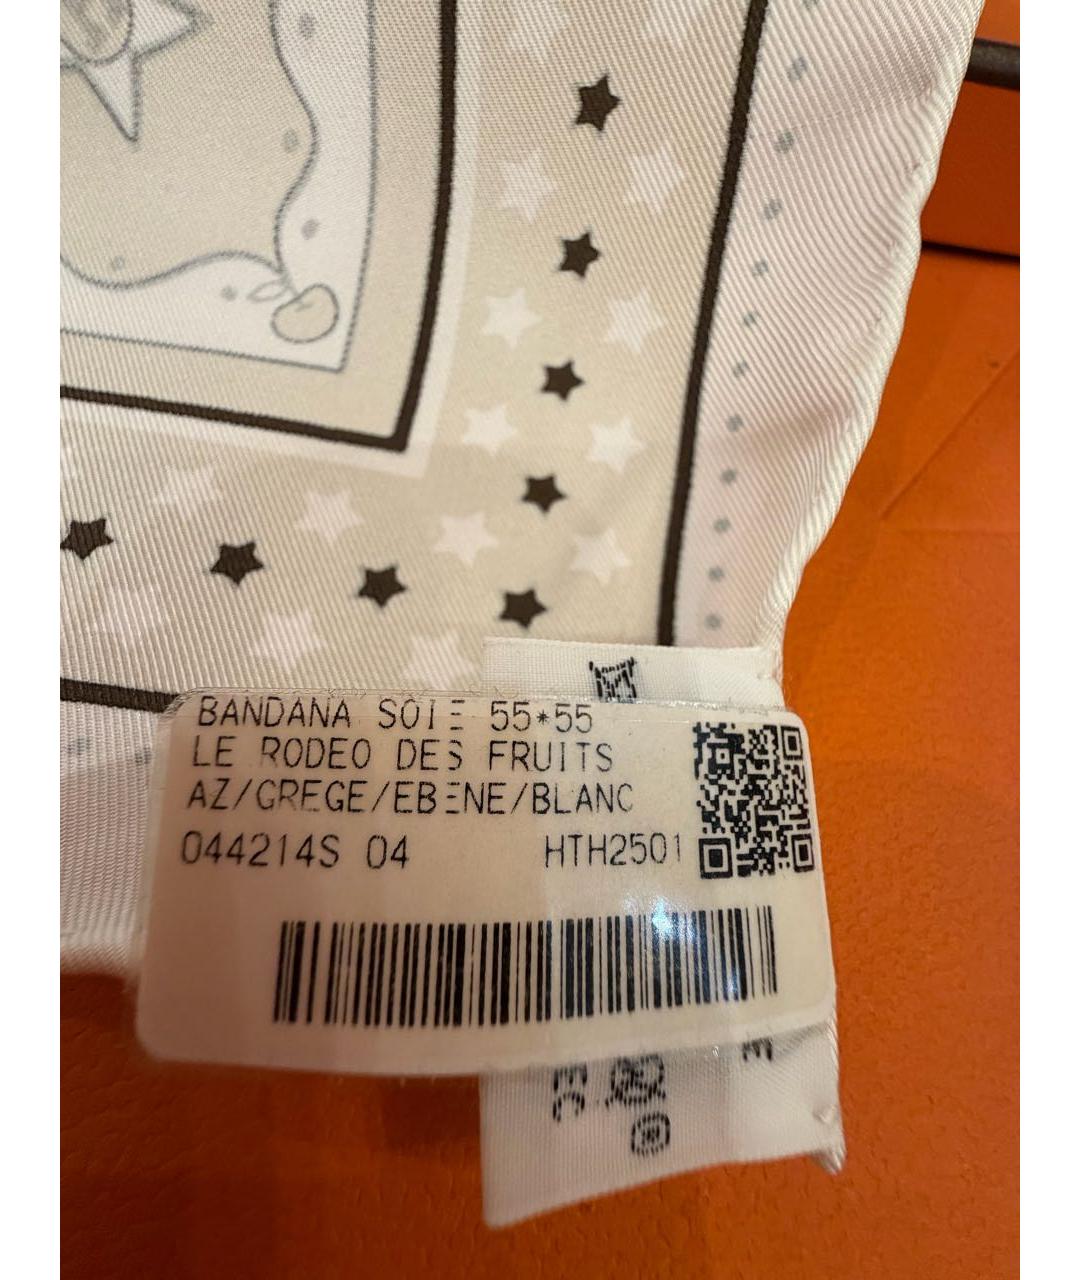 BANDANA SOIE 55*55
LE RODEO DES FRUITS
AZ/GREGE/EBENE/BLANC
044214S 04 HTH2501